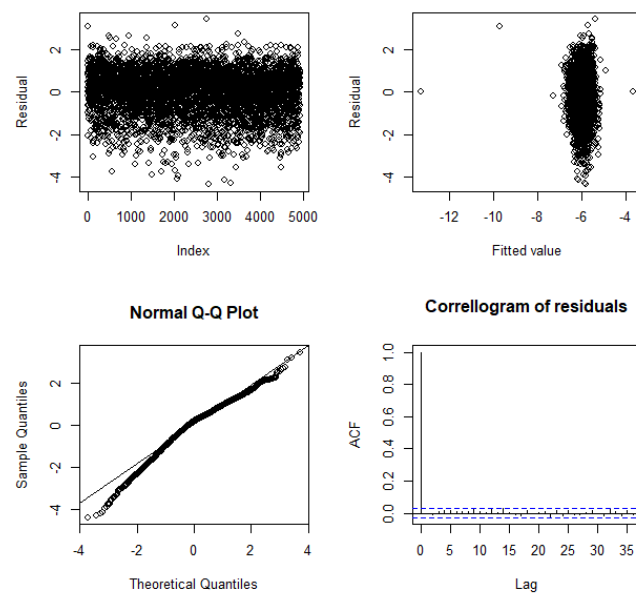 Residual
2
0
-2
-4
0 1000 2000 3000 4000 5000
Index
Residual
2
0
-2
-4
-12 -10 -8 -6 -4
Fitted value
Normal Q-Q Plot
Sample Quantiles
2
0
-2
-4
-4 -2 0 2 4
Theoretical Quantiles
Correllogram of residuals
ACF
1.0
0.8
0.6
0.4
0.2
0.0
0 5 10 15 20 25 30 35
Lag